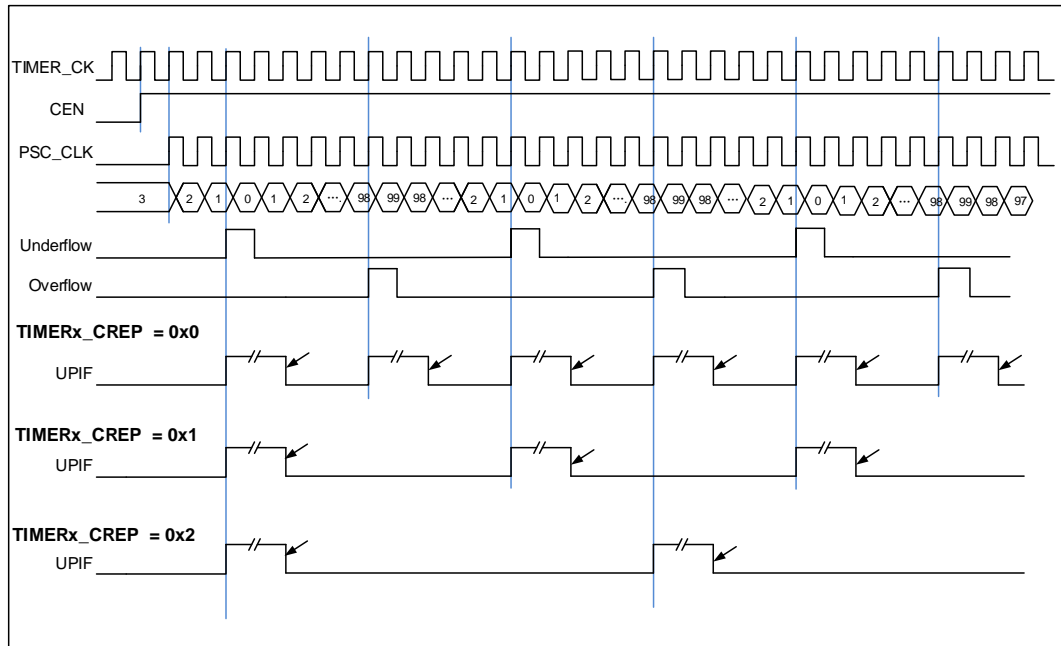 TIMER_CK
CEN
PSC_CLK
3 2 1 0 1 2 .... 98 99 98 ... 2 1 0 1 2 .... 98 99 98 ... 2 1 0 1 2 ... 98 99 98 97
Underflow
Overflow
TIMERx_CREP = 0x0
UPIF
TIMERx_CREP = 0x1
UPIF
TIMERx_CREP = 0x2
UPIF